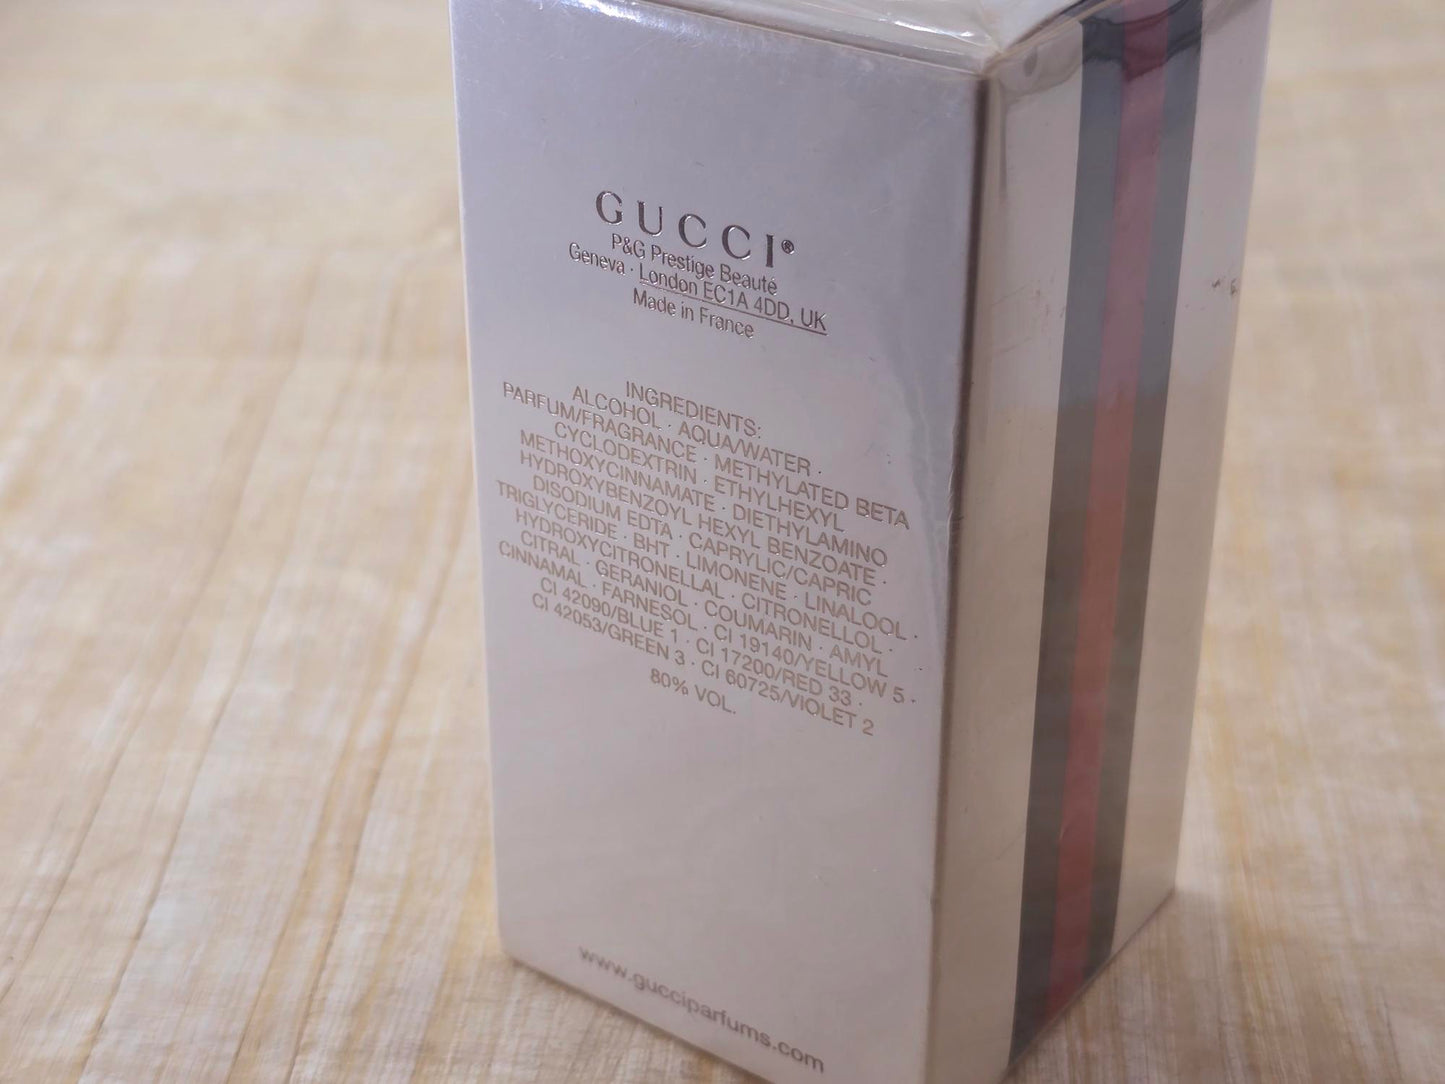 GUCCI®
P&G Prestige Beauté
Geneva · London EC1A 4DD, UK
Made in France
INGREDIENTS:
ALCOHOL · AQUA/WATER ·
PARFUM/FRAGRANCE · METHYLATED BETA
CYCLODEXTRIN · ETHYLHEXYL
METHOXYCINNAMATE · DIETHYLAMINO
HYDROXYBENZOYL HEXYL BENZOATE ·
DISODIUM EDTA · CAPRYLIC/CAPRIC
TRIGLYCERIDE · BHT · LIMONENE · LINALOOL ·
HYDROXYCITRONELLAL · CITRONELLOL ·
CITRAL · GERANIOL · COUMARIN · AMYL
CINNAMAL · FARNESOL · CI 19140/YELLOW 5 ·
CI 42090/BLUE 1 · CI 17200/RED 33 ·
CI 42053/GREEN 3 · CI 60725/VIOLET 2
80% VOL.
www.gucciparfums.com